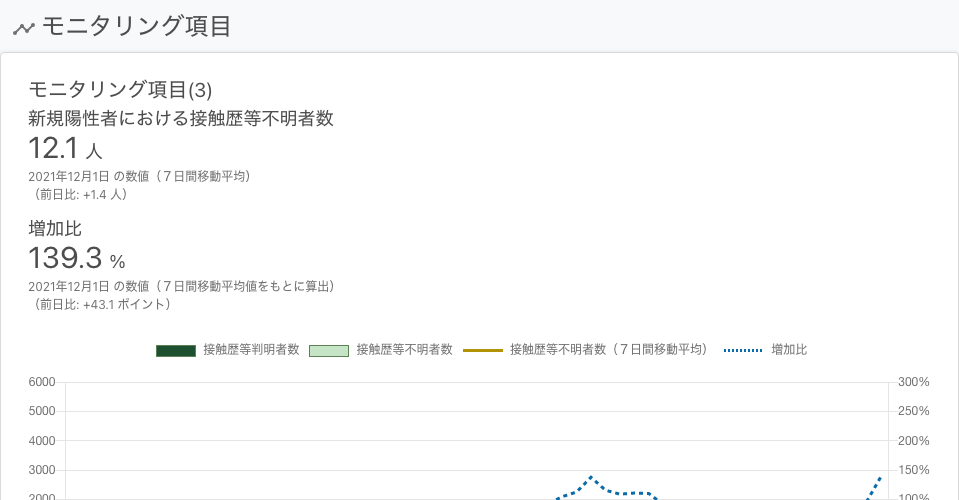 モニタリング項目
モニタリング項目(3)
新規陽性者における接触歴等不明者数
12.1 人
2021年12月1日 の数値（７日間移動平均）
（前日比: +1.4 人）
増加比
139.3 %
2021年12月1日 の数値（７日間移動平均値をもとに算出）
（前日比: +43.1 ポイント）
接触歴等判明者数 接触歴等不明者数 接触歴等不明者数（７日間移動平均） 増加比
6000 300%
5000 250%
4000 200%
3000 150%
2000 100%